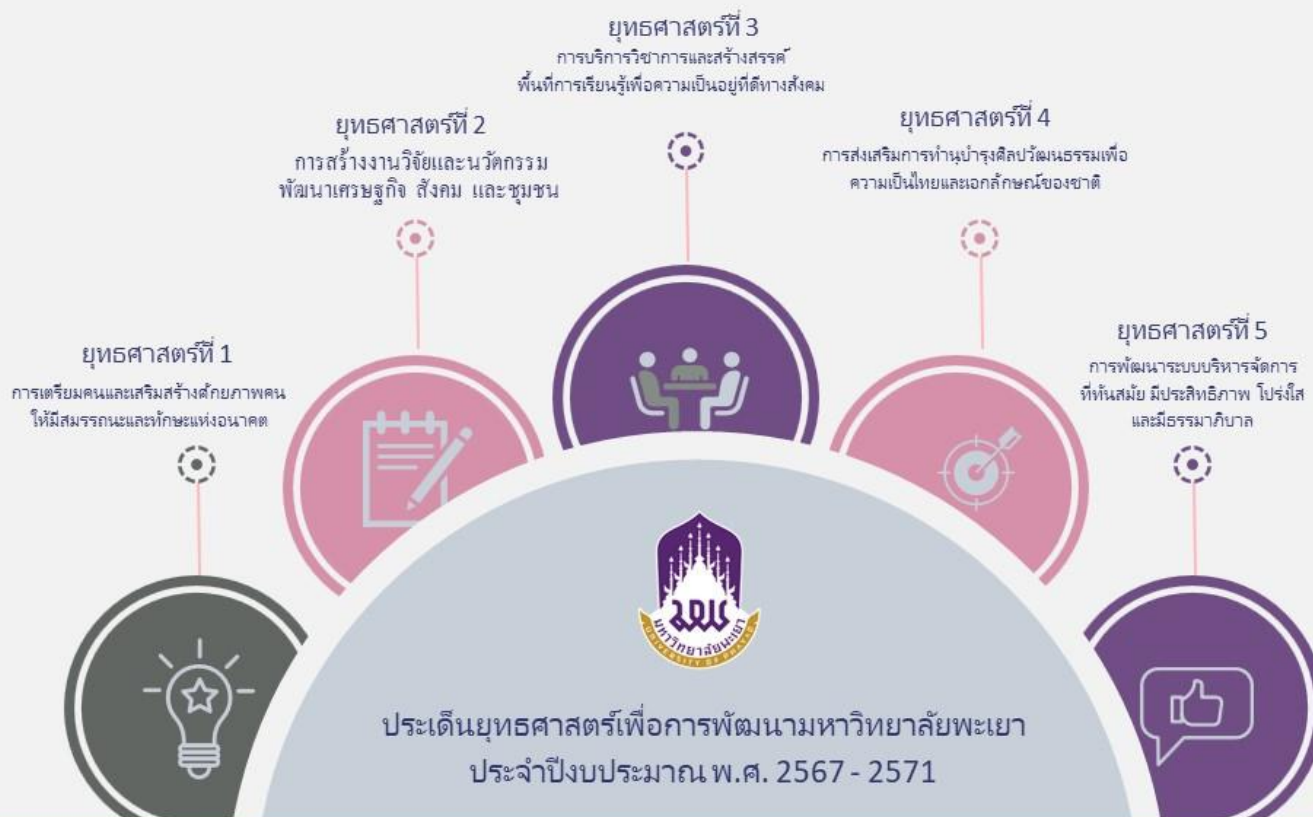 ยุทธศาสตร์ที่ 3
การบริการวิชาการและสร้างสรรค์
พื้นที่การเรียนรู้เพื่อความเป็นอยู่ที่ดีทางสังคม
ยุทธศาสตร์ที่ 2
การสร้างงานวิจัยและนวัตกรรม
พัฒนาเศรษฐกิจ สังคม และชุมชน
ยุทธศาสตร์ที่ 4
การส่งเสริมการทำนุบำรุงศิลปวัฒนธรรมเพื่อ
ความเป็นไทยและเอกลักษณ์ของชาติ
ยุทธศาสตร์ที่ 1
การเตรียมคนและเสริมสร้างศักยภาพคน
ให้มีสมรรถนะและทักษะแห่งอนาคต
ยุทธศาสตร์ที่ 5
การพัฒนาระบบบริหารจัดการ
ที่ทันสมัย มีประสิทธิภาพ โปร่งใส
และมีธรรมาภิบาล
มหาวิทยาลัยพะเยา
UNIVERSITY OF PHAYAO
ประเด็นยุทธศาสตร์เพื่อการพัฒนามหาวิทยาลัยพะเยา
ประจำปีงบประมาณ พ.ศ. 2567 - 2571